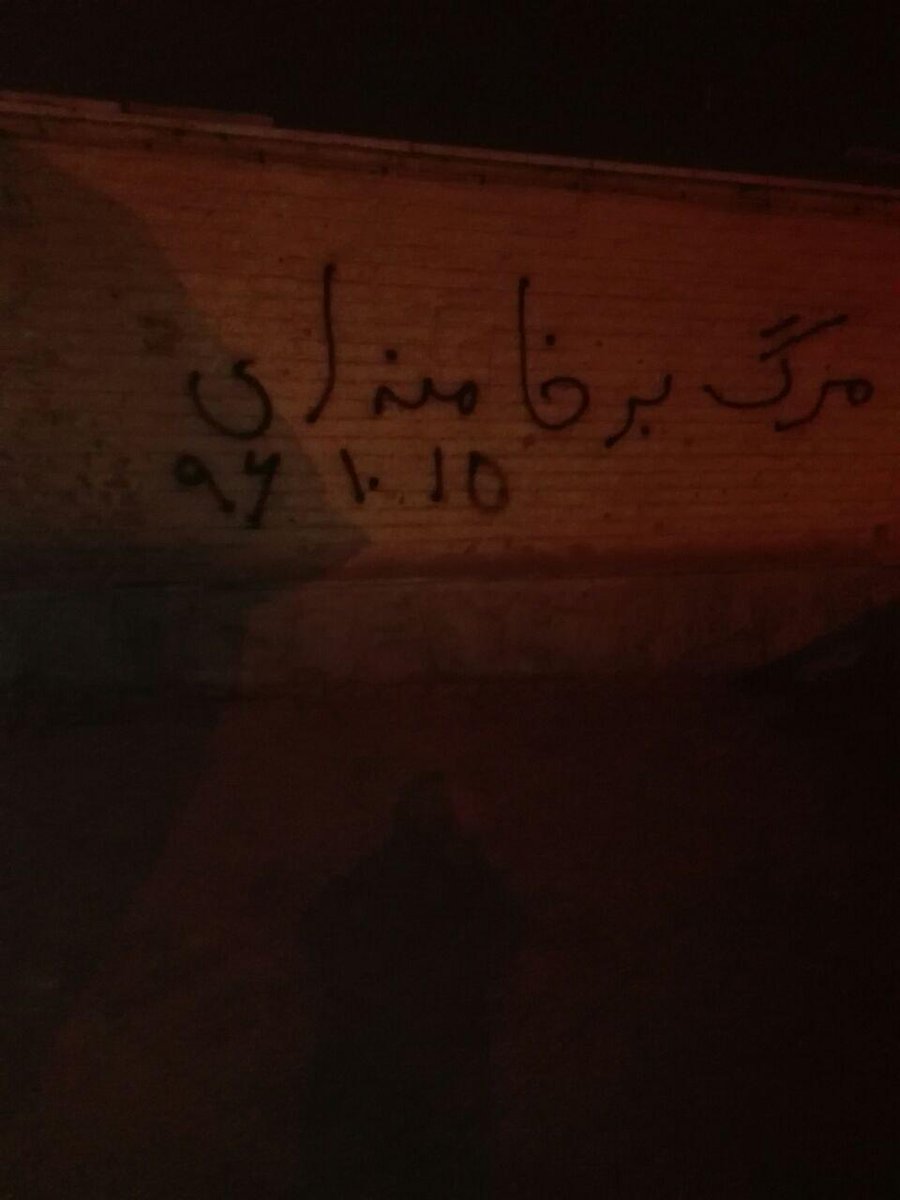 مرگ بر خامنه ای
۹۶ ۱۰ ۱۵